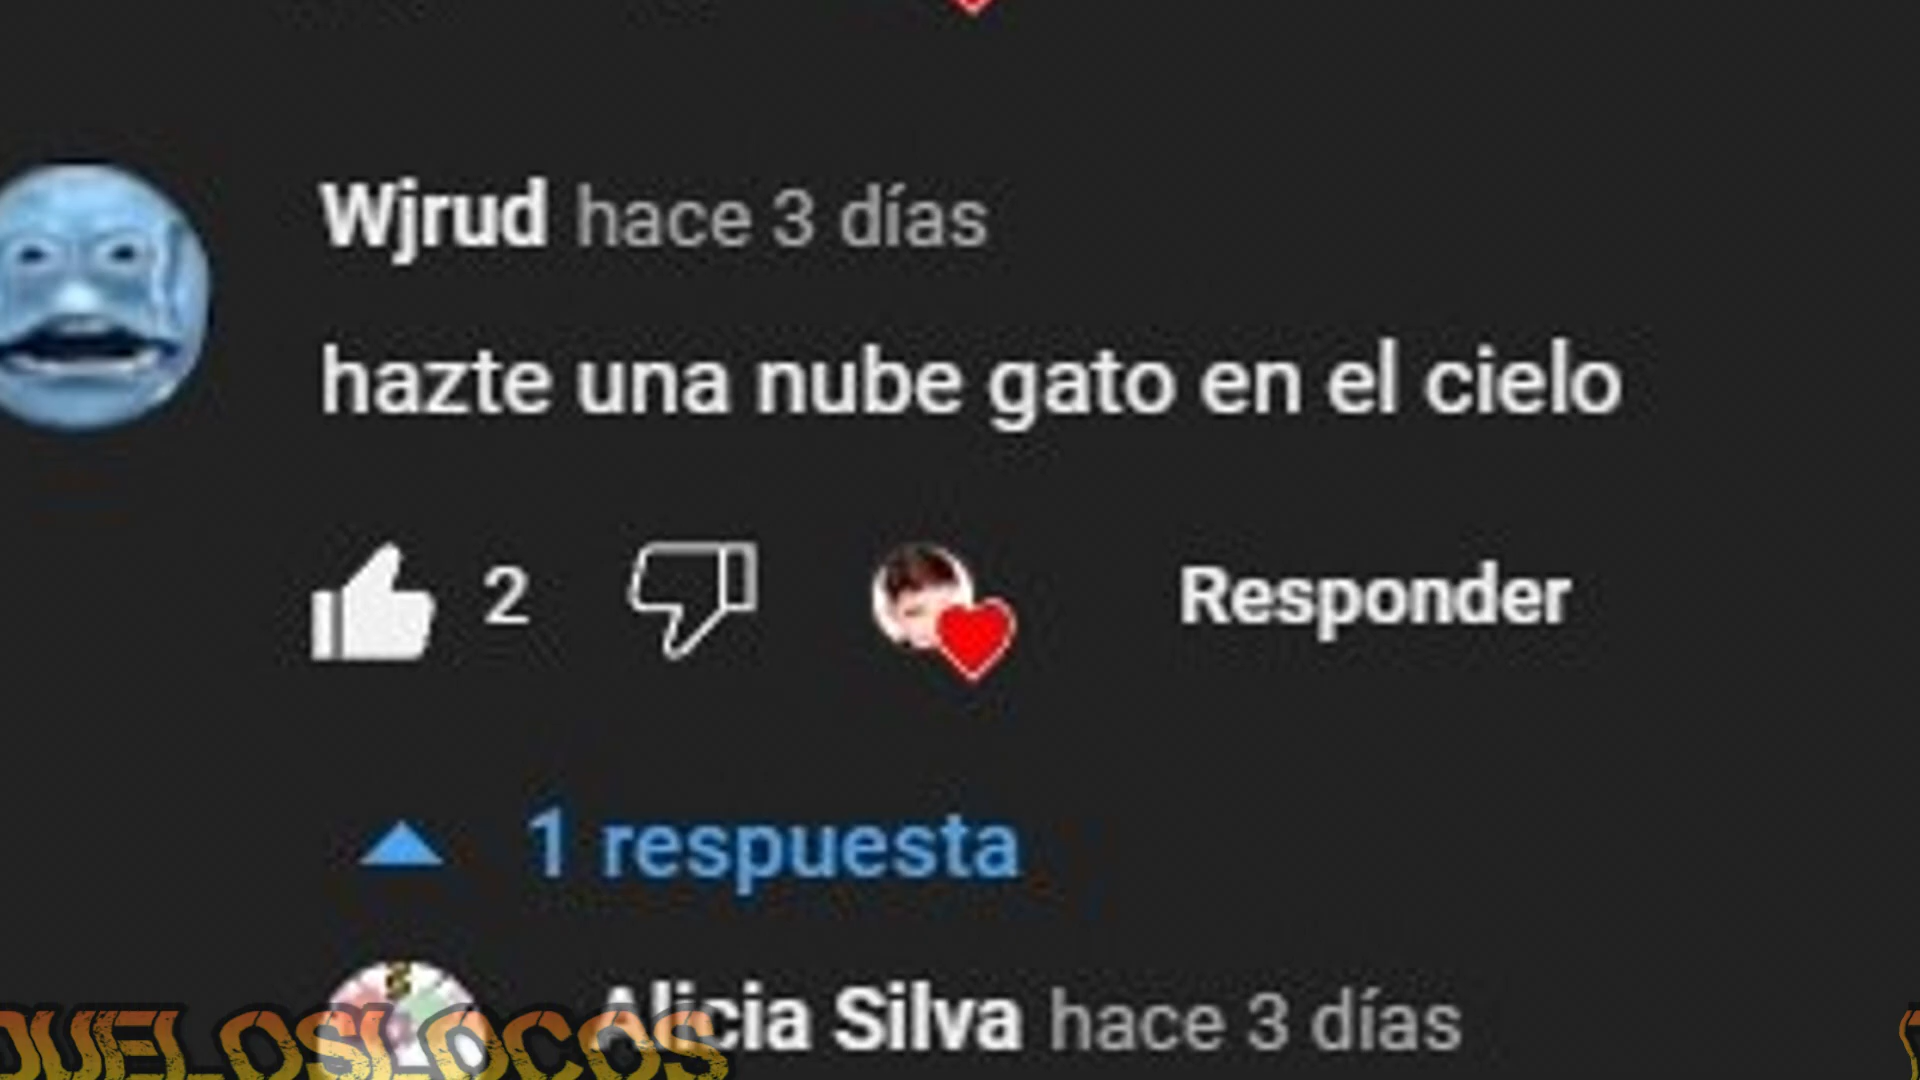 Wjrud hace 3 días
hazte una nube gato en el cielo
2 Responder
1 respuesta
Alicia Silva hace 3 días
DUELOSLOCOS